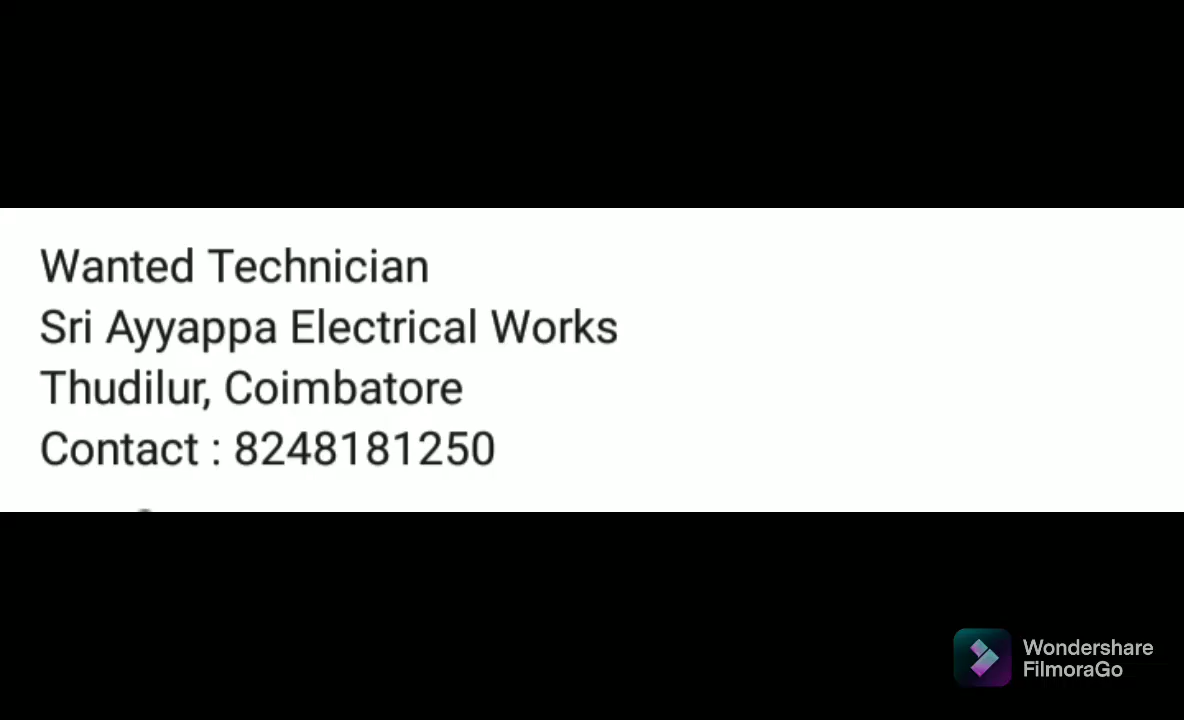 Wanted Technician
Sri Ayyappa Electrical Works
Thudilur, Coimbatore
Contact : 8248181250
Wondershare
FilmoraGo